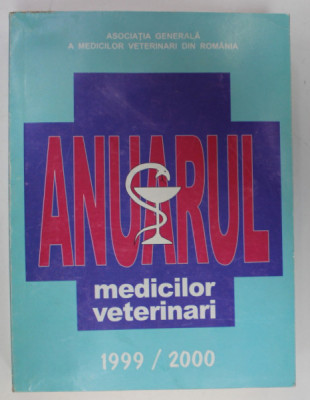 ASOCIAȚIA GENERALĂ
A MEDICILOR VETERINARI DIN ROMÂNIA
ANUARUL
medicilor
veterinari
1999 / 2000